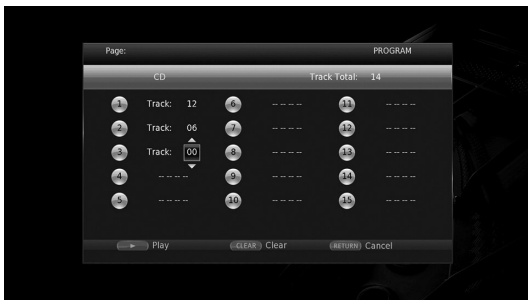 Page: PROGRAM
CD Track Total: 14
1 Track: 12 6 ---- 11 ----
2 Track: 06 7 ---- 12 ----
3 Track: 00 8 ---- 13 ----
4 ----- 9 ---- 14 ----
5 ----- 10 ---- 15 ----
Play CLEAR Clear RETURN Cancel